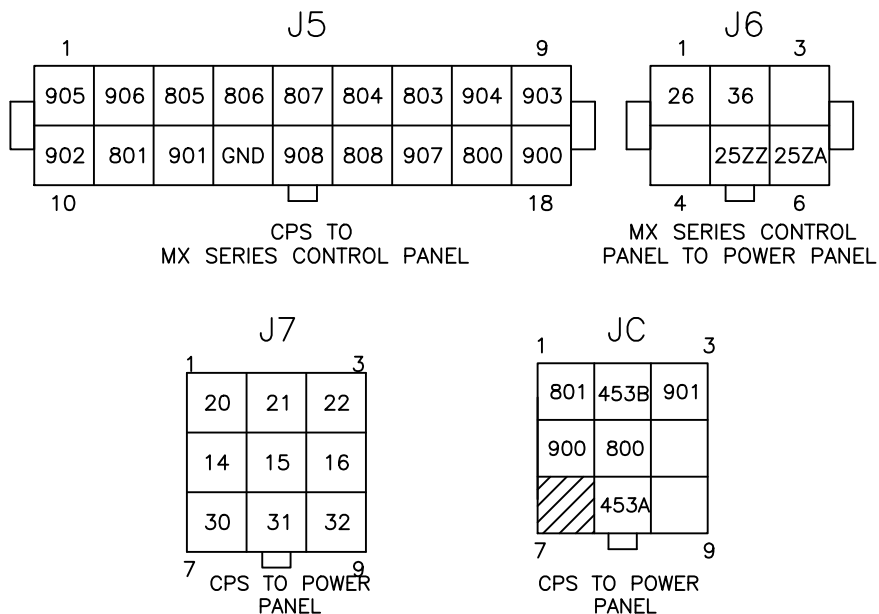 J5
1 9
905 906 805 806 807 804 803 904 903
902 801 901 GND 908 808 907 800 900
10 18
CPS TO
MX SERIES CONTROL PANEL
J6
1 3
26 36
25ZZ 25ZA
4 6
MX SERIES CONTROL
PANEL TO POWER PANEL
J7
1 3
20 21 22
14 15 16
30 31 32
7 9
CPS TO POWER
PANEL
JC
1 3
801 453B 901
900 800
453A
7 9
CPS TO POWER
PANEL